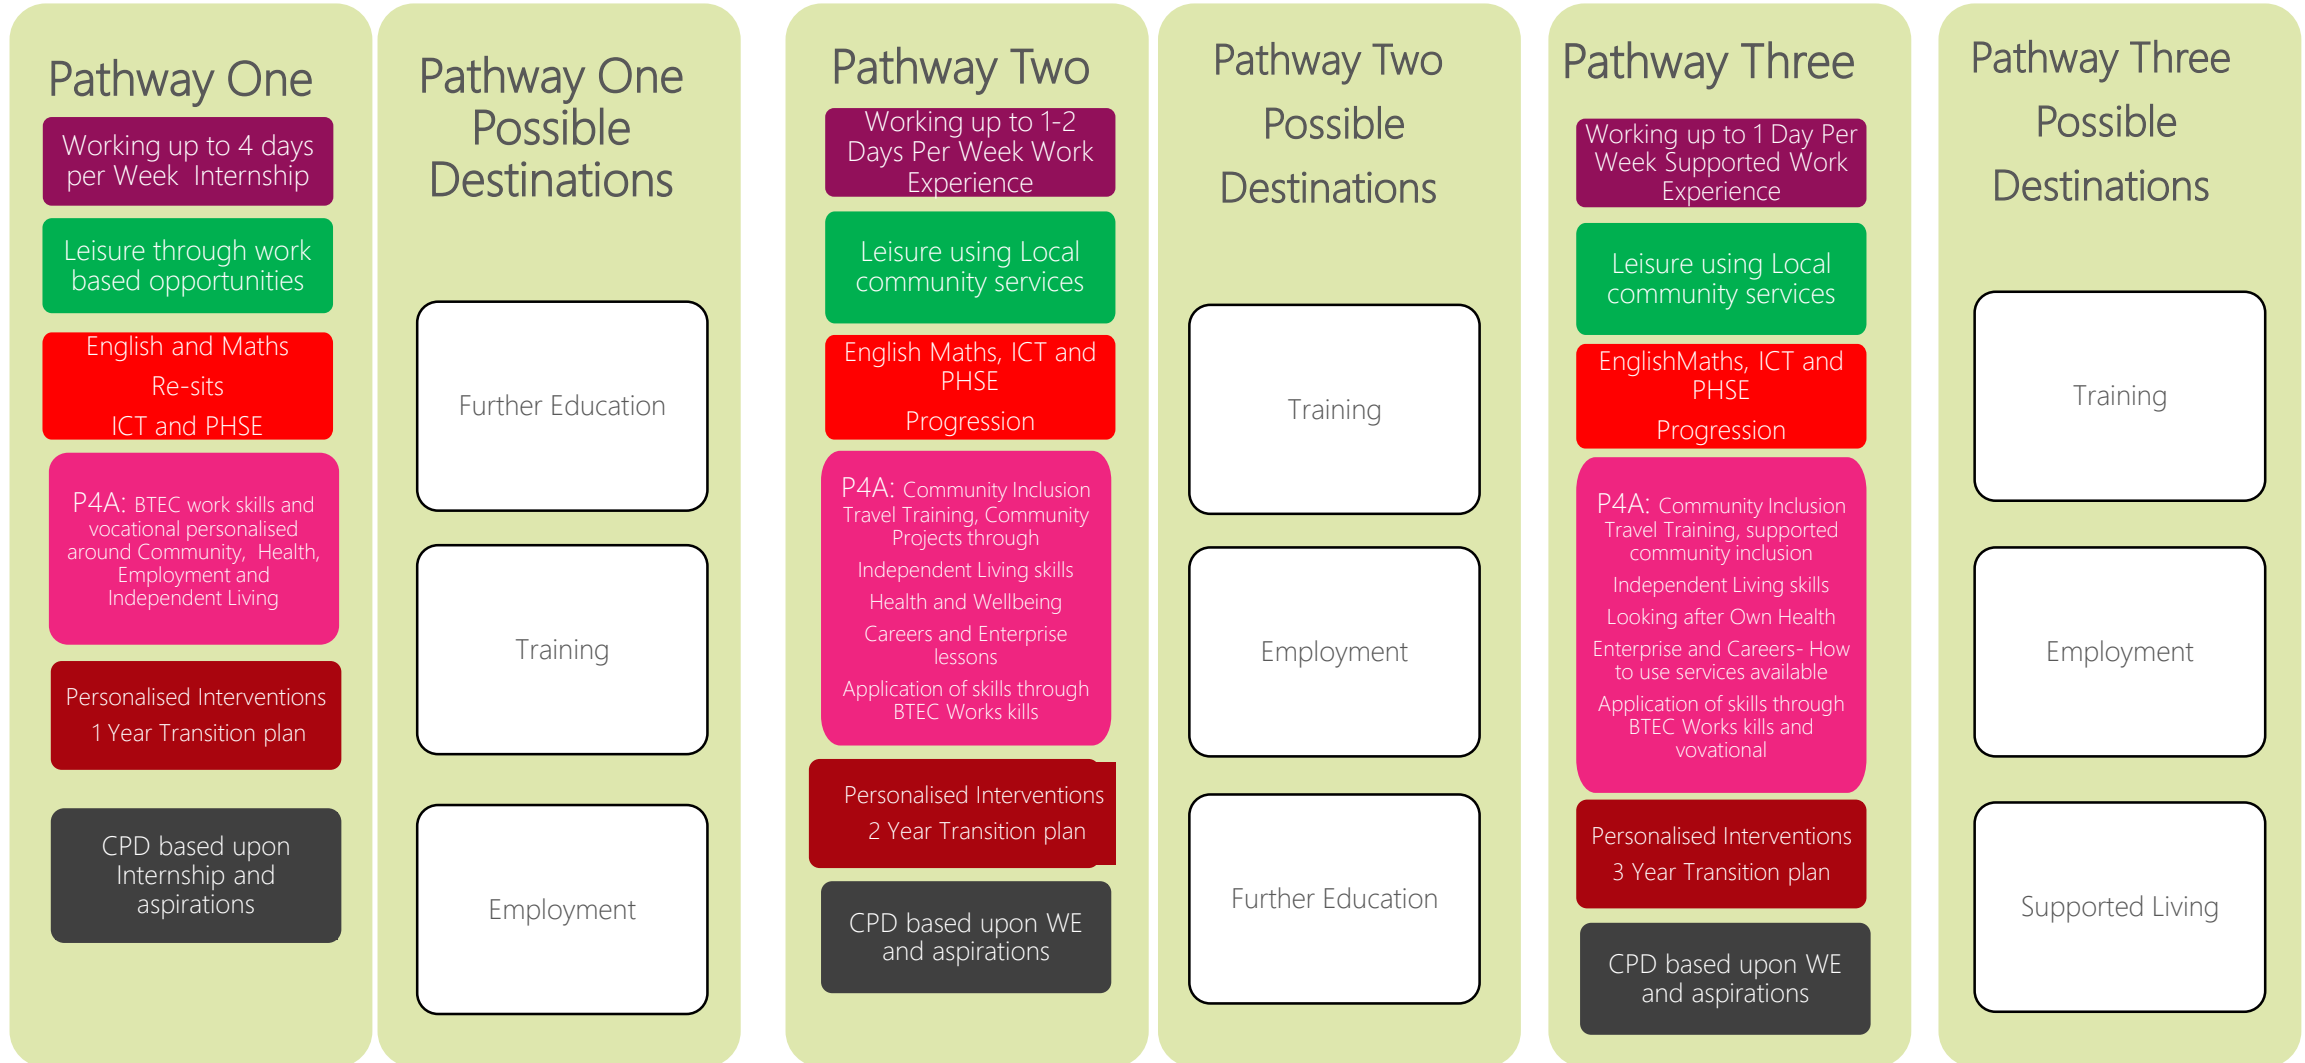 Pathway One
Working up to 4 days
per Week Internship
Leisure through work
based opportunities
English and Maths
Re-sits
ICT and PHSE
P4A: BTEC work skills and
vocational personalised
around Community, Health,
Employment and
Independent Living
Personalised Interventions
1 Year Transition plan
CPD based upon
Internship and
aspirations
Pathway One
Possible
Destinations
Further Education
Training
Employment
Pathway Two
Working up to 1-2
Days Per Week Work
Experience
Leisure using Local
community services
English Maths, ICT and
PHSE
Progression
P4A: Community Inclusion
Travel Training, Community
Projects through
Independent Living skills
Health and Wellbeing
Careers and Enterprise
lessons
Application of skills through
BTEC Works kills
Personalised Interventions
2 Year Transition plan
CPD based upon WE
and aspirations
Pathway Two
Possible
Destinations
Training
Employment
Further Education
Pathway Three
Working up to 1 Day Per
Week Supported Work
Experience
Leisure using Local
community services
EnglishMaths, ICT and
PHSE
Progression
P4A: Community Inclusion
Travel Training, supported
community inclusion
Independent Living skills
Looking after Own Health
Enterprise and Careers- How
to use services available
Application of skills through
BTEC Works kills and
vovational
Personalised Interventions
3 Year Transition plan
CPD based upon WE
and aspirations
Pathway Three
Possible
Destinations
Training
Employment
Supported Living